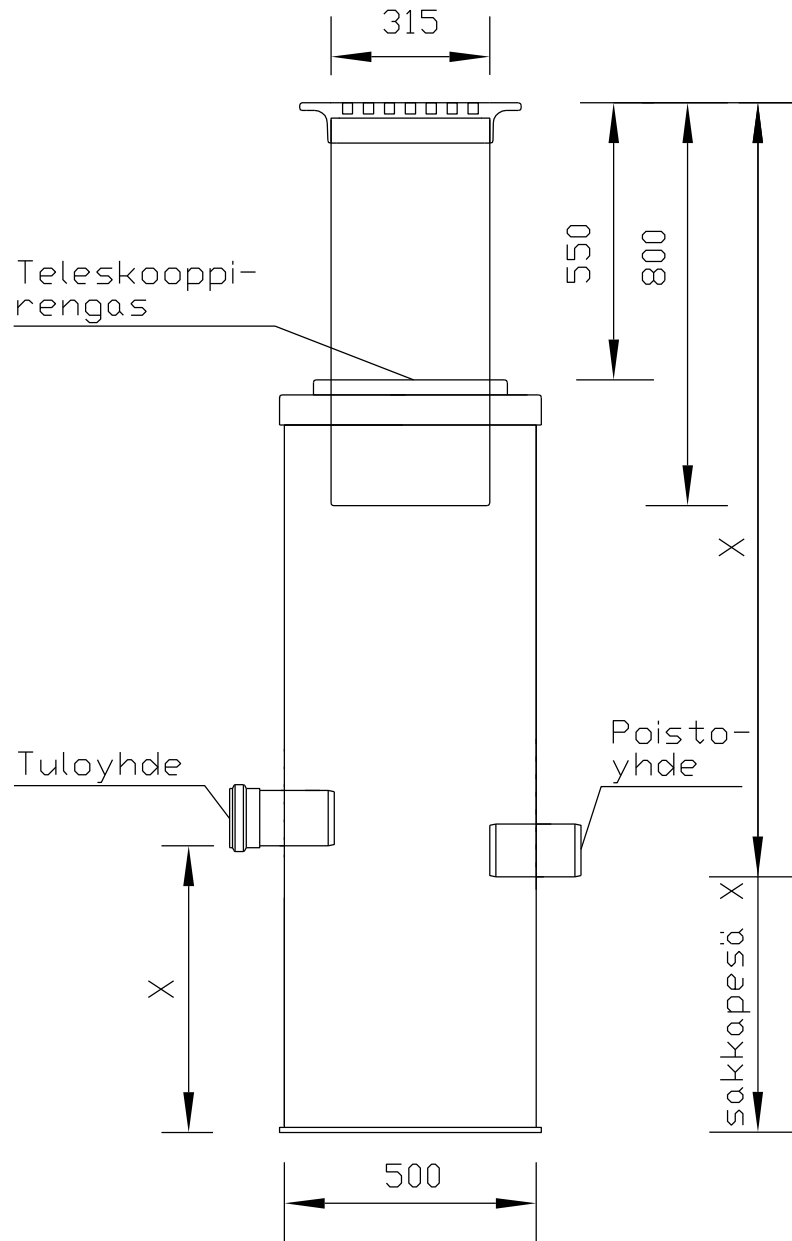 315
550
800
Teleskooppi-
rengas
X
Poisto-
yhde
Tuloyhde
X
sakkapesä X
500